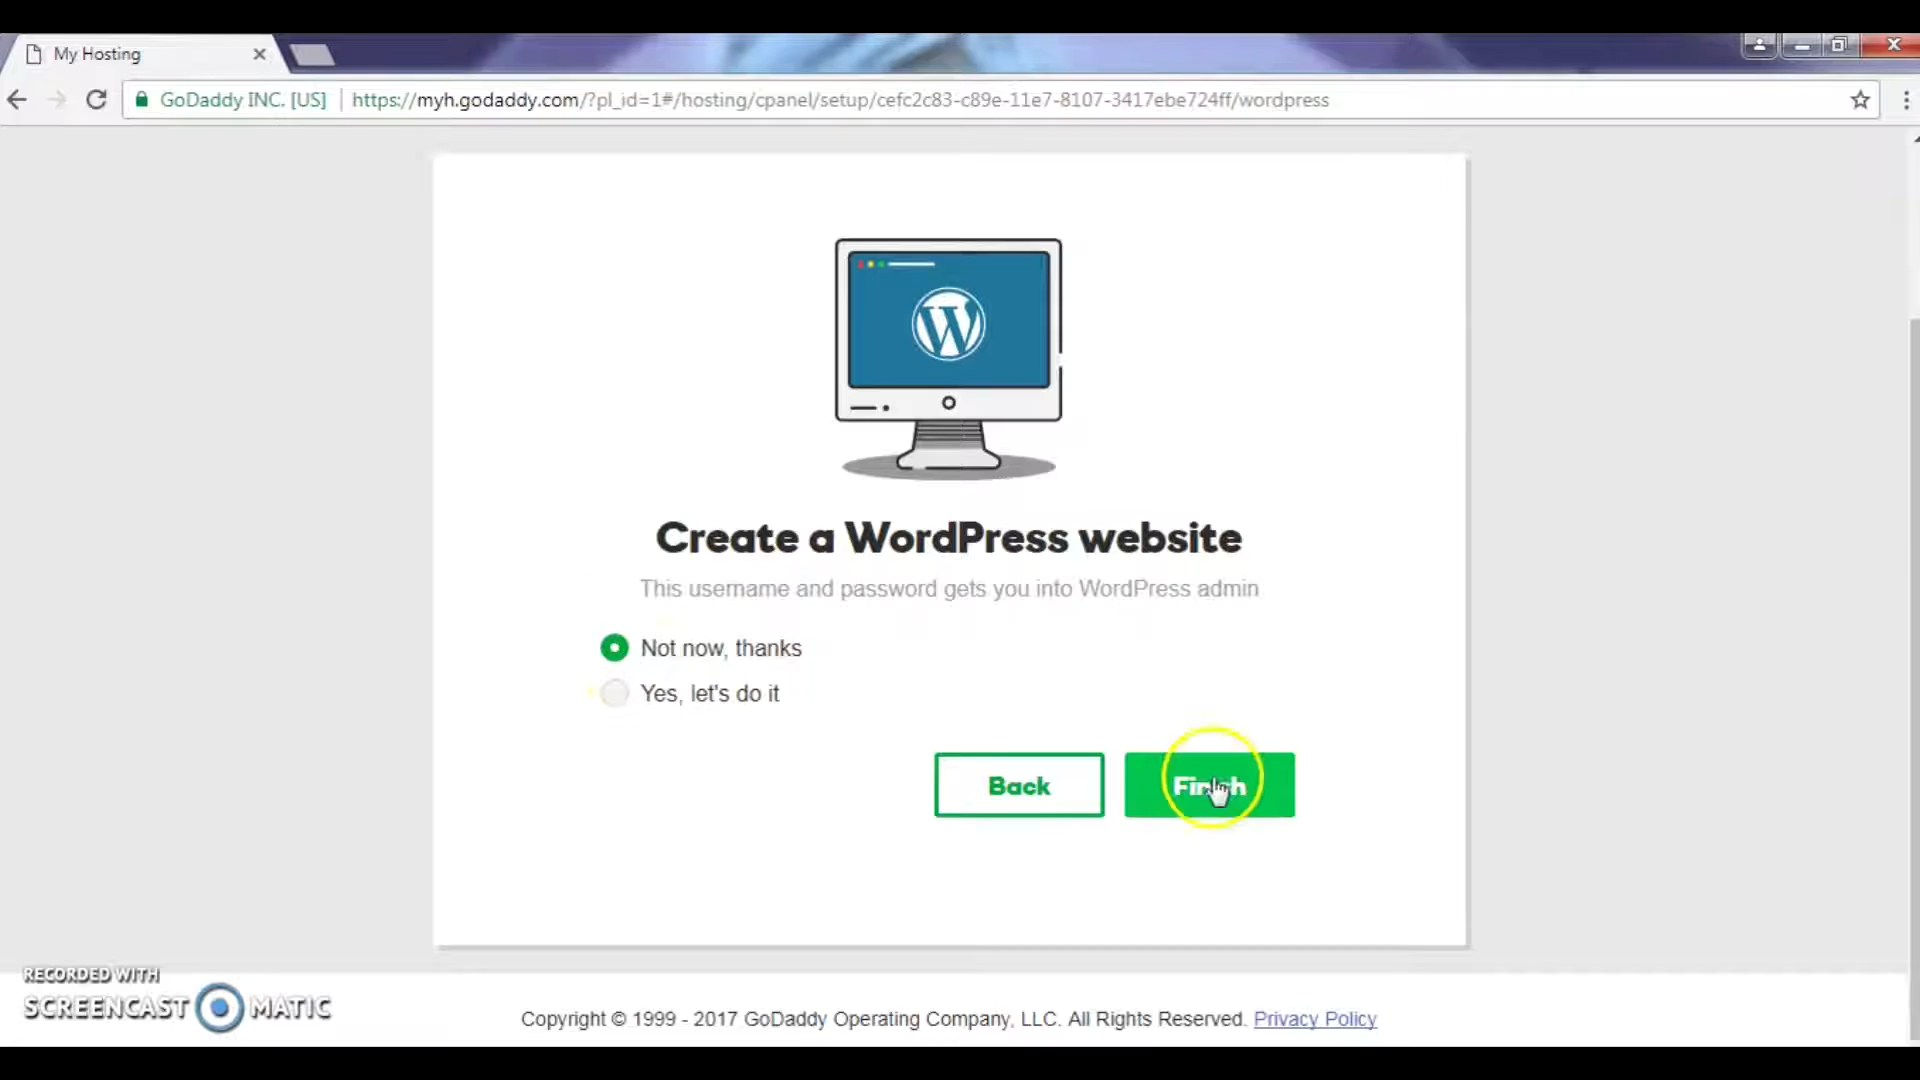 My Hosting
GoDaddy INC. [US] https://myh.godaddy.com/?pl_id=1#/hosting/cpanel/setup/cefc2c83-c89e-11e7-8107-3417ebe724ff/wordpress
Create a WordPress website
This username and password gets you into WordPress admin
Not now, thanks
Yes, let's do it
Back Finish
RECORDED WITH
SCREENCAST MATIC
Copyright © 1999 - 2017 GoDaddy Operating Company, LLC. All Rights Reserved. Privacy Policy